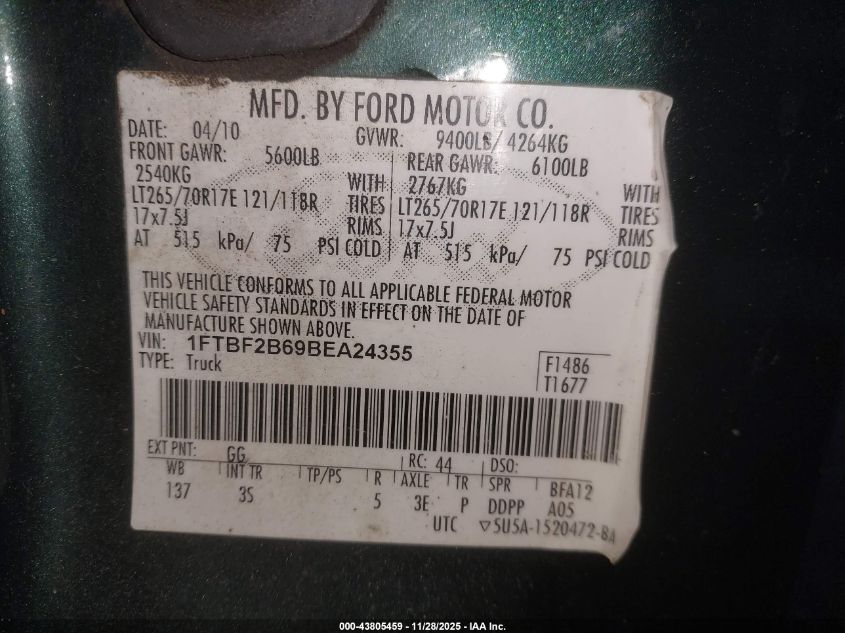 MFD. BY FORD MOTOR CO.
DATE: 04/10 GVWR: 9400LB/ 4264KG
FRONT GAWR: 5600LB REAR GAWR: 6100LB
2540KG WITH 2767KG WITH
LT265/70R17E 121/118R TIRES LT265/70R17E 121/118R TIRES
17x7.5J RIMS 17x7.5J RIMS
AT 515 kPa/ 75 PSI COLD AT 515 kPa/ 75 PSI COLD
THIS VEHICLE CONFORMS TO ALL APPLICABLE FEDERAL MOTOR
VEHICLE SAFETY STANDARDS IN EFFECT ON THE DATE OF
MANUFACTURE SHOWN ABOVE.
VIN: 1FTBF2B69BEA24355
TYPE: Truck
F1486
T1677
EXT PNT: GG RC: 44 DSO:
WB INT TR TP/PS R AXLE TR SPR BFA12
137 3S 5 3E P DDPP A05
UTC ▽5U5A-1520472-BA
000-43805459 - 11/28/2025 - IAA Inc.